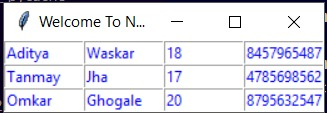 Welcome To N...
Aditya Waskar 18 8457965487
Tanmay Jha 17 4785698562
Omkar Ghogale 20 8795632547